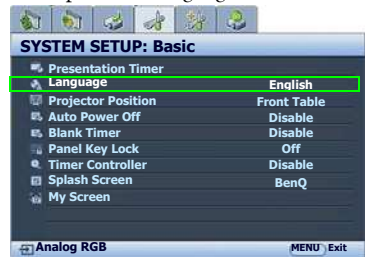 SYSTEM SETUP: Basic
Presentation Timer
Language English
Projector Position Front Table
Auto Power Off Disable
Blank Timer Disable
Panel Key Lock Off
Timer Controller Disable
Splash Screen BenQ
My Screen
Analog RGB MENU Exit